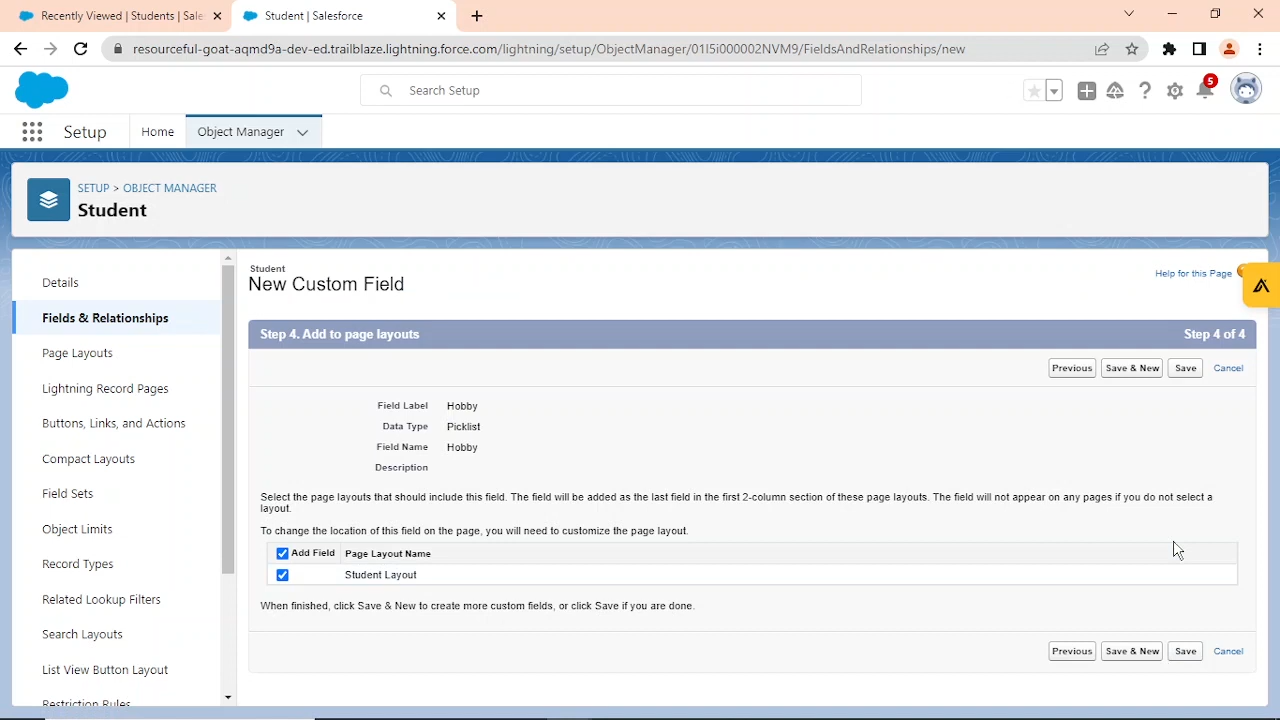 Recently Viewed | Students | Sale
Student | Salesforce
resourceful-goat-aqmd9a-dev-ed.trailblaze.lightning.force.com/lightning/setup/ObjectManager/01I5i000002NVM9/FieldsAndRelationships/new
Search Setup
5
Setup
Home
Object Manager
SETUP > OBJECT MANAGER
Student
Details
Fields & Relationships
Page Layouts
Lightning Record Pages
Buttons, Links, and Actions
Compact Layouts
Field Sets
Object Limits
Record Types
Related Lookup Filters
Search Layouts
List View Button Layout
Restriction Rules
Student
New Custom Field
Help for this Page
Step 4. Add to page layouts
Step 4 of 4
Previous Save & New Save Cancel
Field Label Hobby
Data Type Picklist
Field Name Hobby
Description
Select the page layouts that should include this field. The field will be added as the last field in the first 2-column section of these page layouts. The field will not appear on any pages if you do not select a
layout.
To change the location of this field on the page, you will need to customize the page layout.
Add Field Page Layout Name
Student Layout
When finished, click Save & New to create more custom fields, or click Save if you are done.
Previous Save & New Save Cancel